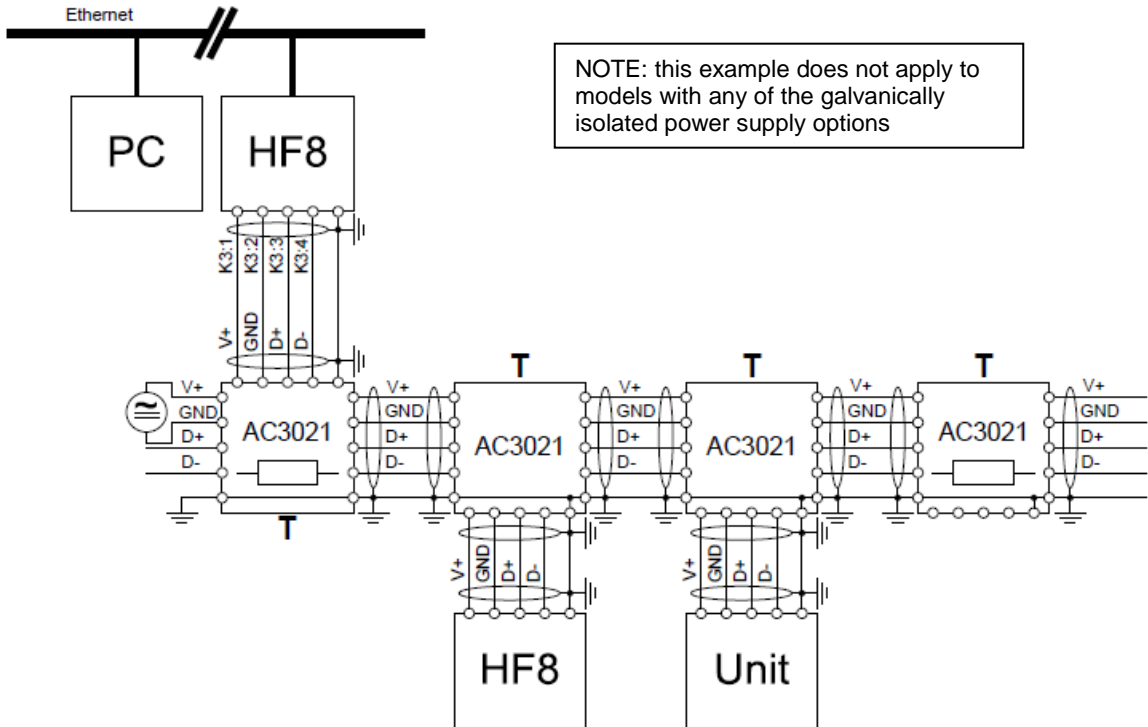 Ethernet
NOTE: this example does not apply to
models with any of the galvanically
isolated power supply options
PC
HF8
K3:1
K3:2
K3:3
K3:4
V+
GND
D+
D-
T
T
T
V+
GND
D+
D-
AC3021
V+
GND
D+
D-
AC3021
V+
GND
D+
D-
AC3021
V+
GND
D+
D-
AC3021
V+
GND
D+
D-
T
V+
GND
D+
D-
V+
GND
D+
D-
HF8
Unit